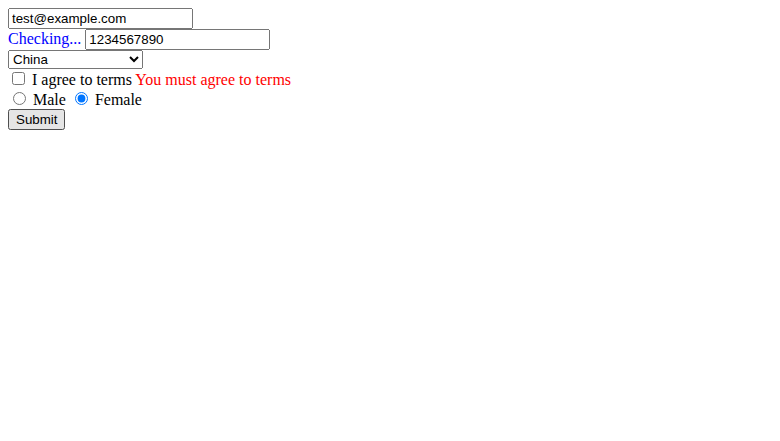 test@example.com
Checking... 1234567890
China
I agree to terms You must agree to terms
Male Female
Submit